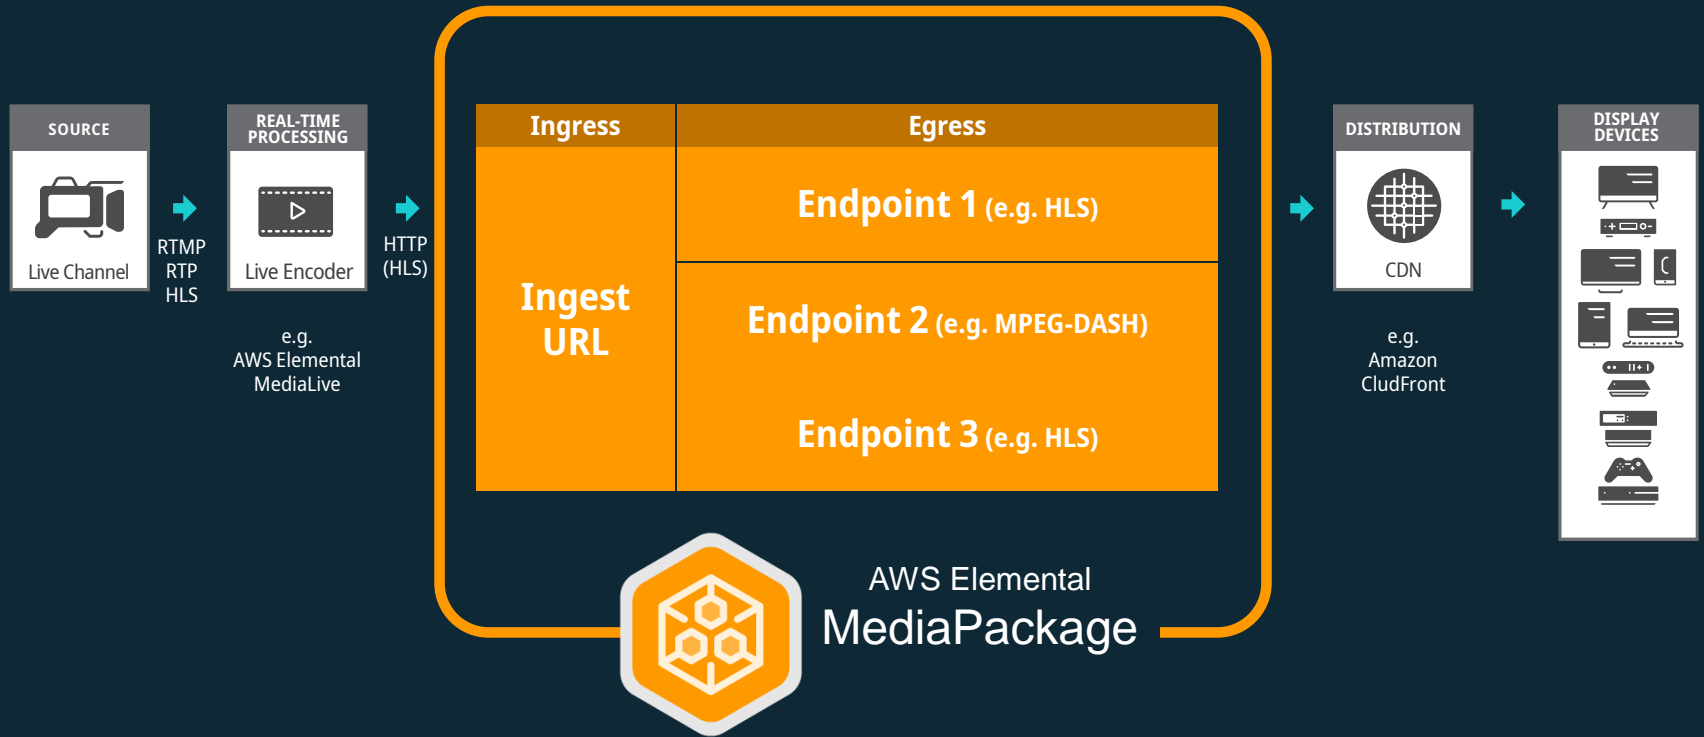 SOURCE
Live Channel
RTMP
RTP
HLS
REAL-TIME
PROCESSING
Live Encoder
e.g.
AWS Elemental
MediaLive
HTTP
(HLS)
Ingress
Egress
Ingest
URL
Endpoint 1 (e.g. HLS)
Endpoint 2 (e.g. MPEG-DASH)
Endpoint 3 (e.g. HLS)
AWS Elemental
MediaPackage
DISTRIBUTION
CDN
e.g.
Amazon
CludFront
DISPLAY
DEVICES